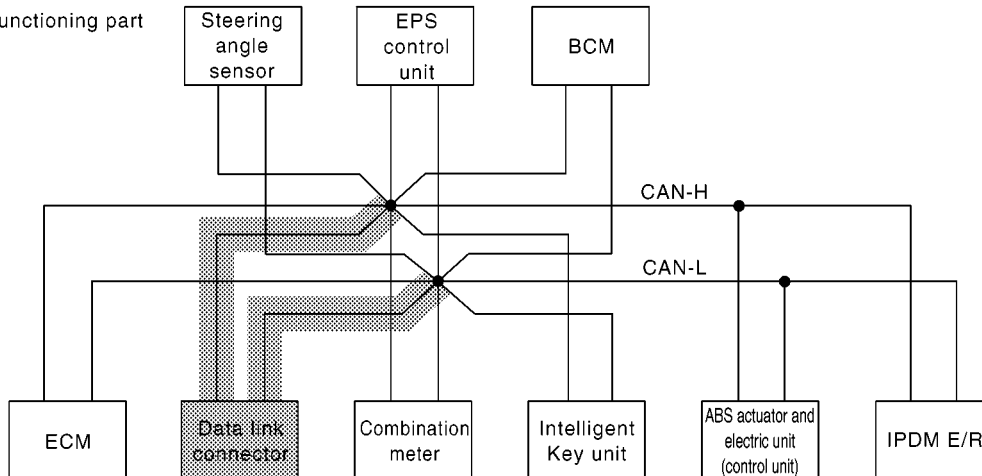 unctioning part
Steering
angle
sensor
EPS
control
unit
BCM
CAN-H
CAN-L
ECM
Data link
connector
Combination
meter
Intelligent
Key unit
ABS actuator and
electric unit
(control unit)
IPDM E/R